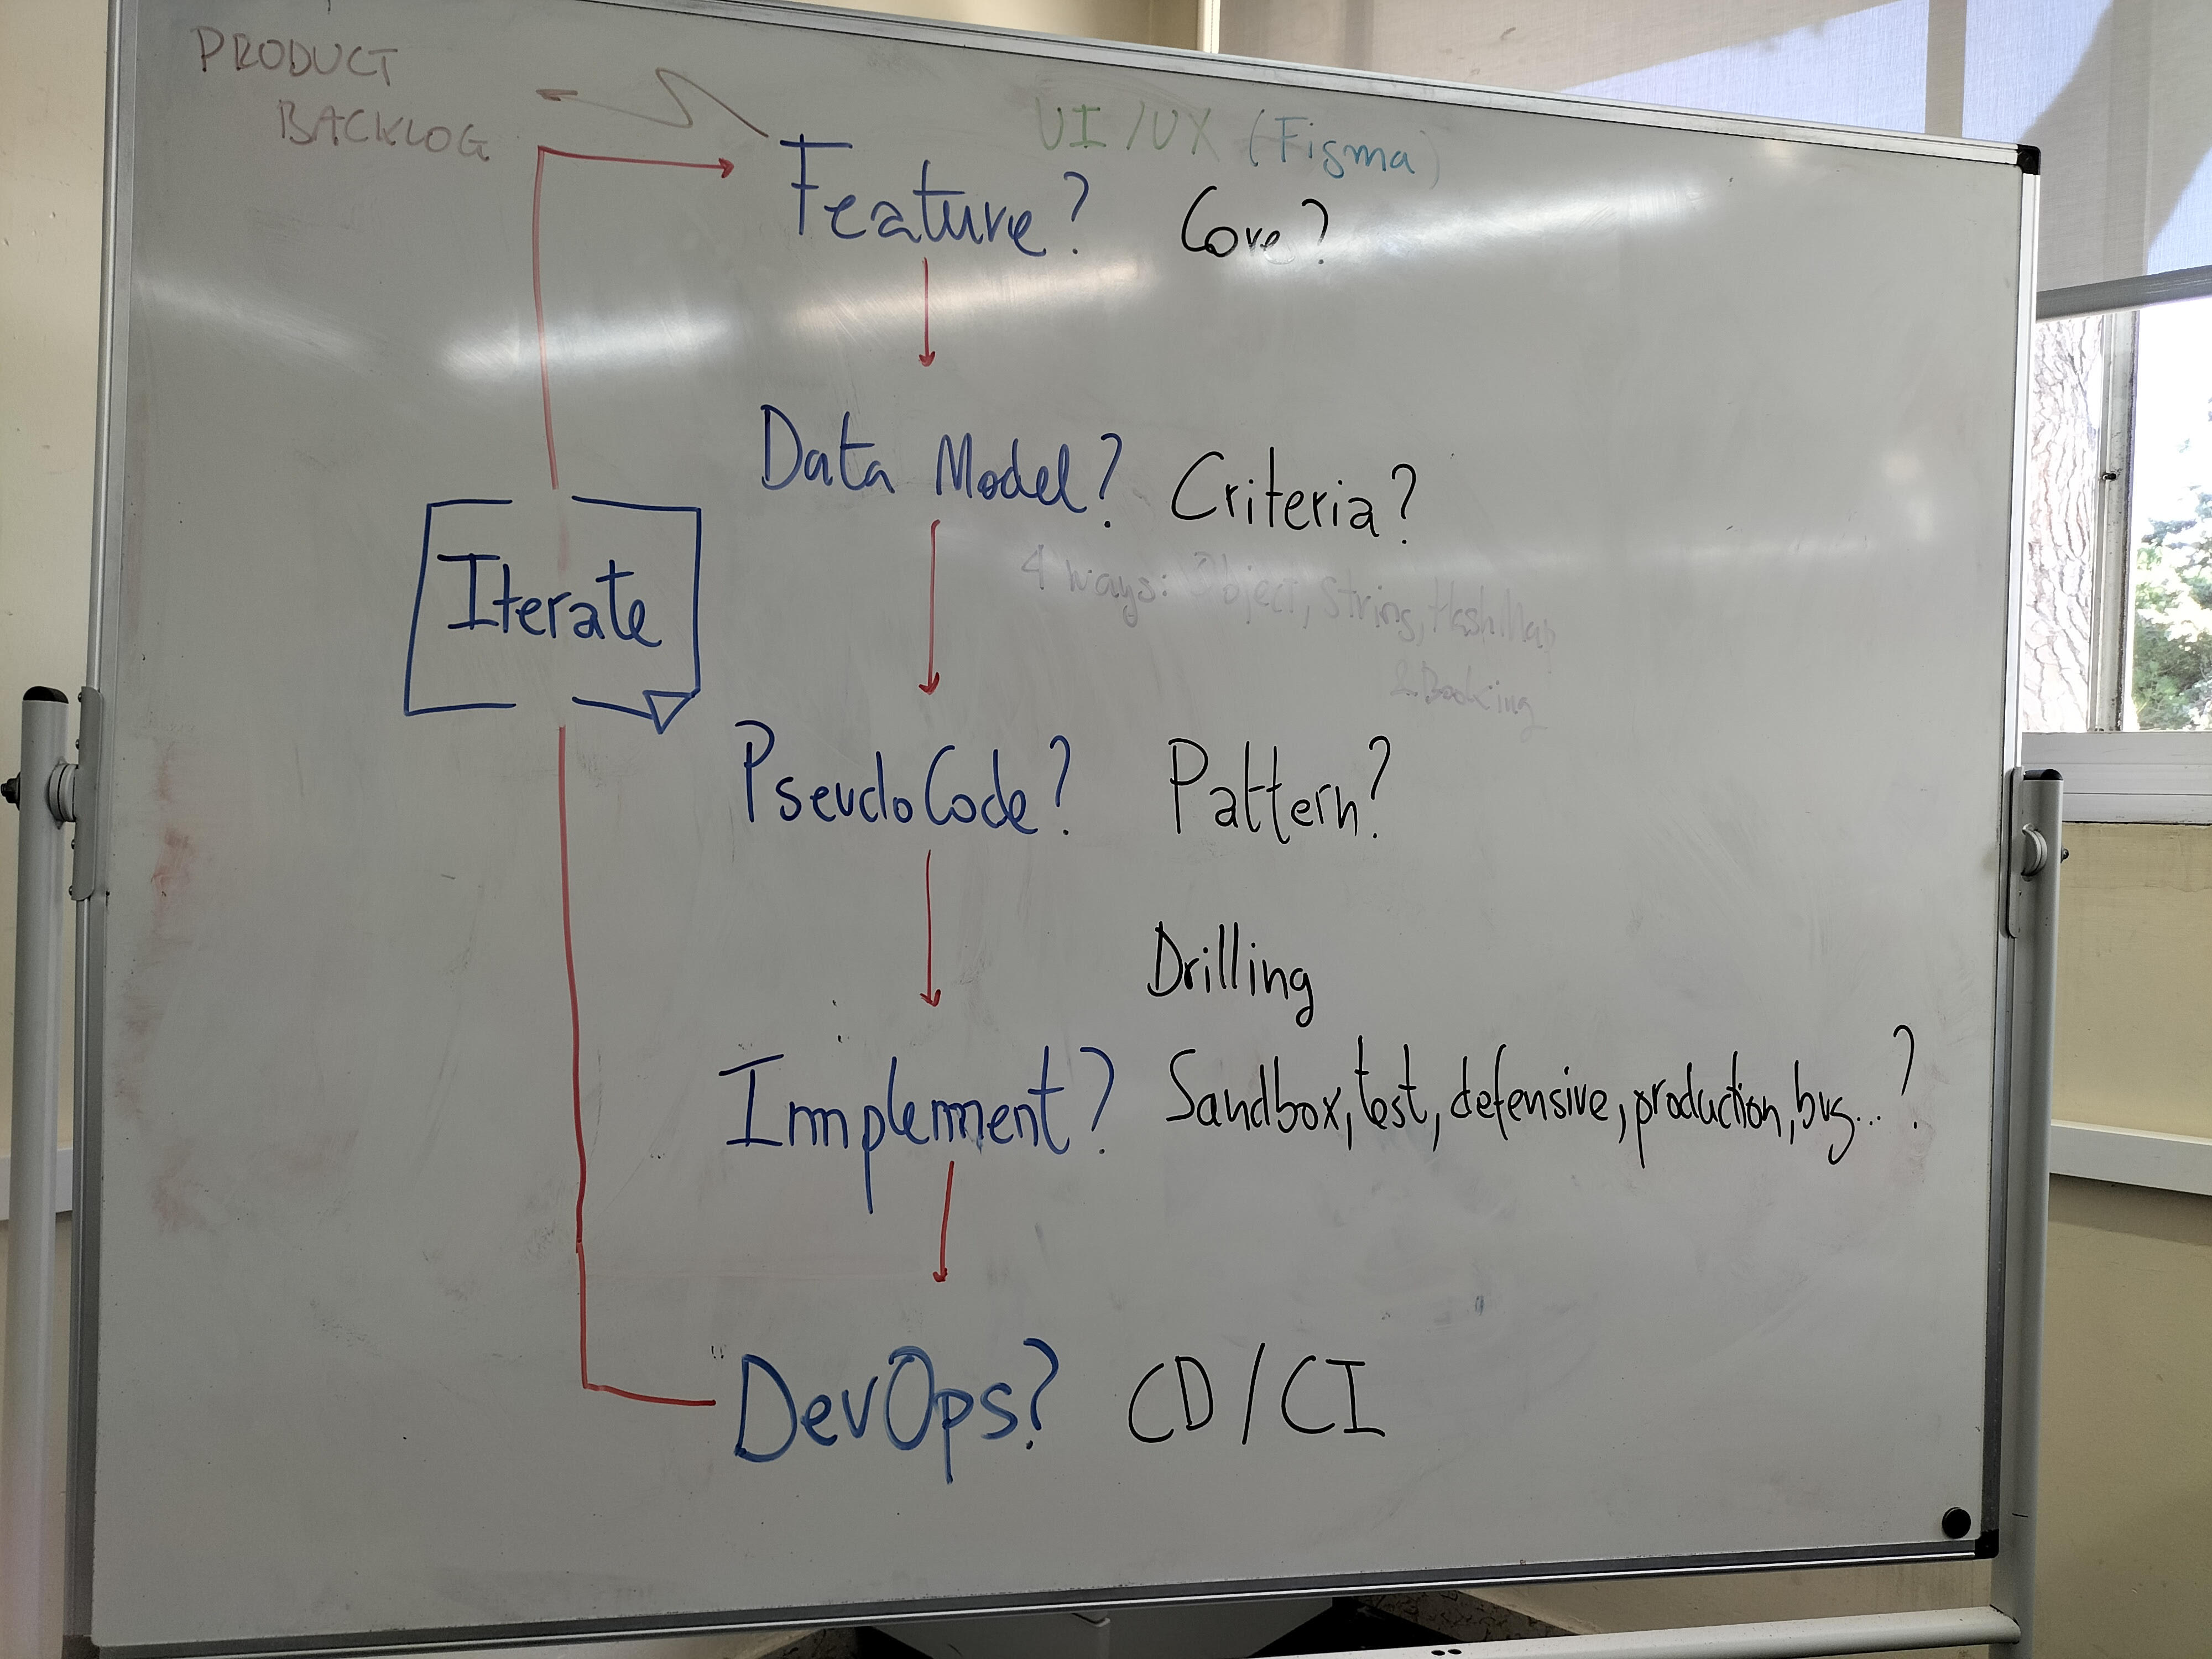 PRODUCT
BACKLOG
UI/UX (Figma)
Feature? Core?
Data Model? Criteria?
4 ways: Object, String, HashMap
& Booking
Iterate
PseudoCode? Pattern?
Drilling
Implement? Sandbox, test, defensive, production, bug...?
DevOps? CD/CI